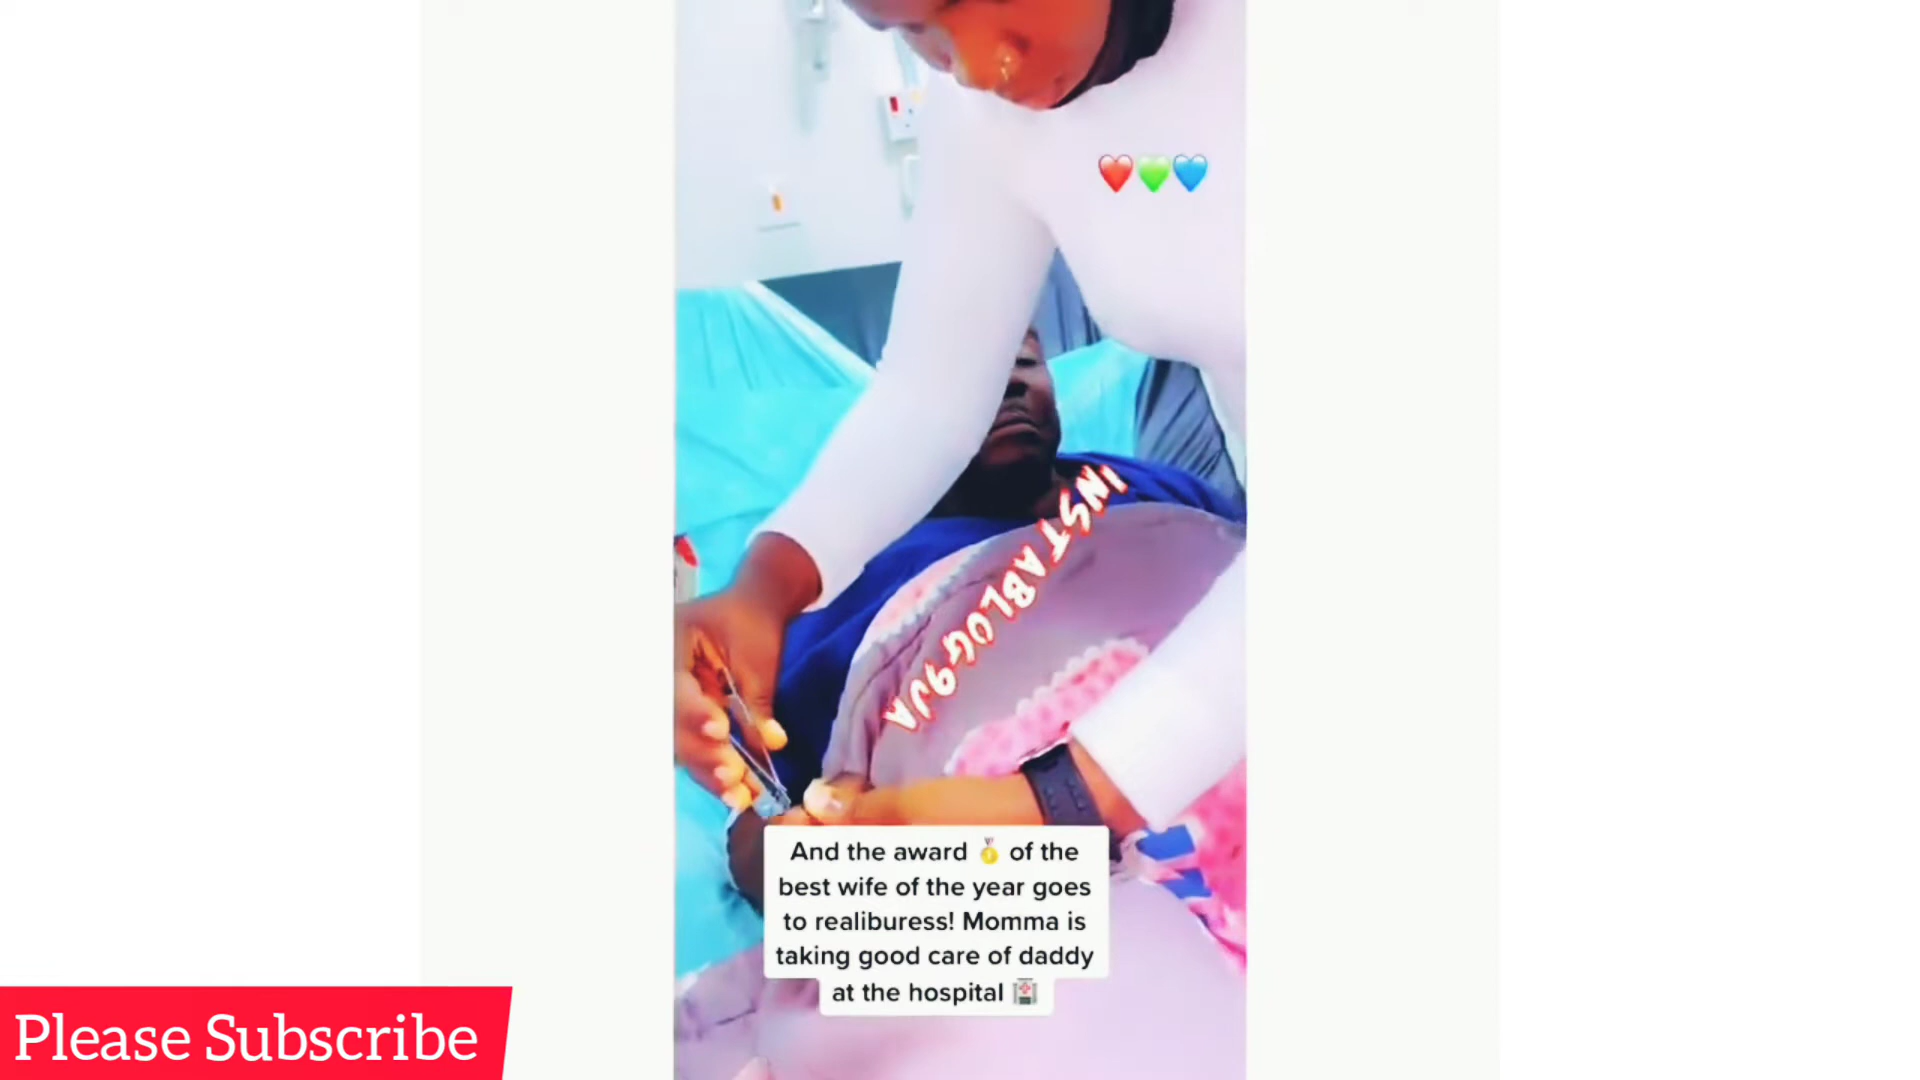 INSTABLOG9JA
And the award 🥇 of the
best wife of the year goes
to realiburess! Momma is
taking good care of daddy
at the hospital 🏥
Please Subscribe